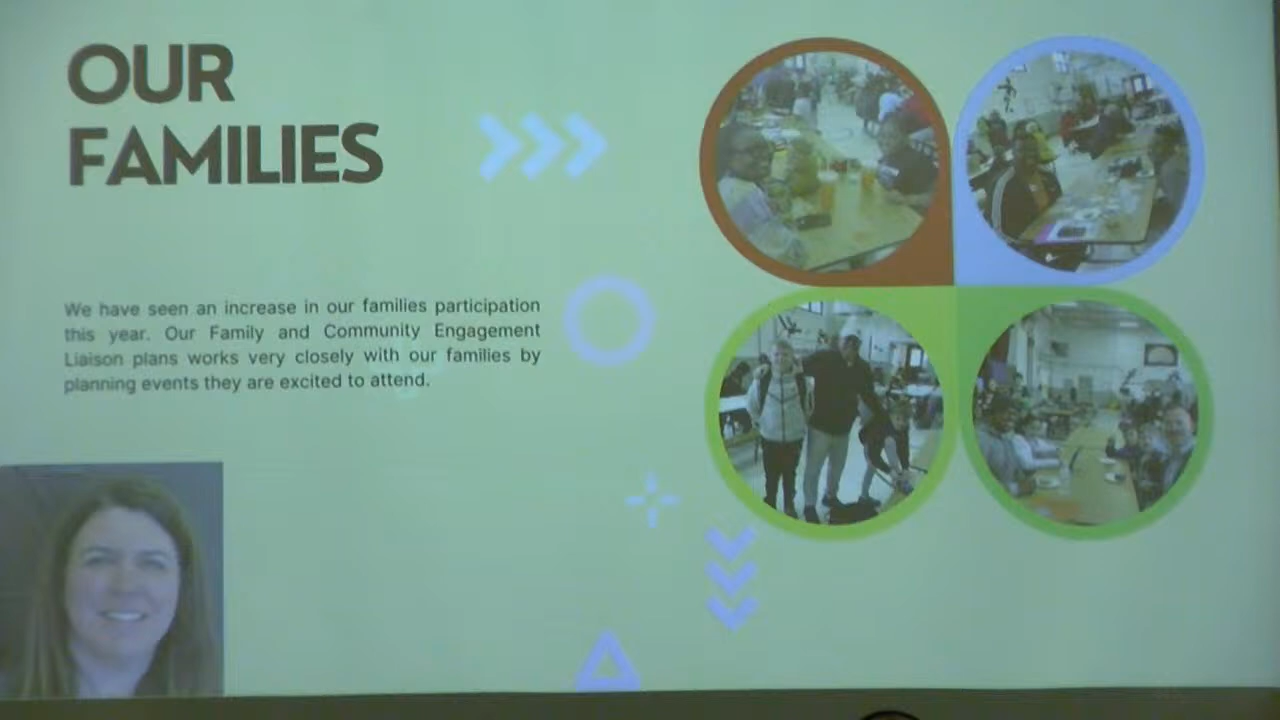 OUR
FAMILIES
We have seen an increase in our families participation
this year. Our Family and Community Engagement
Liaison plans works very closely with our families by
planning events they are excited to attend.